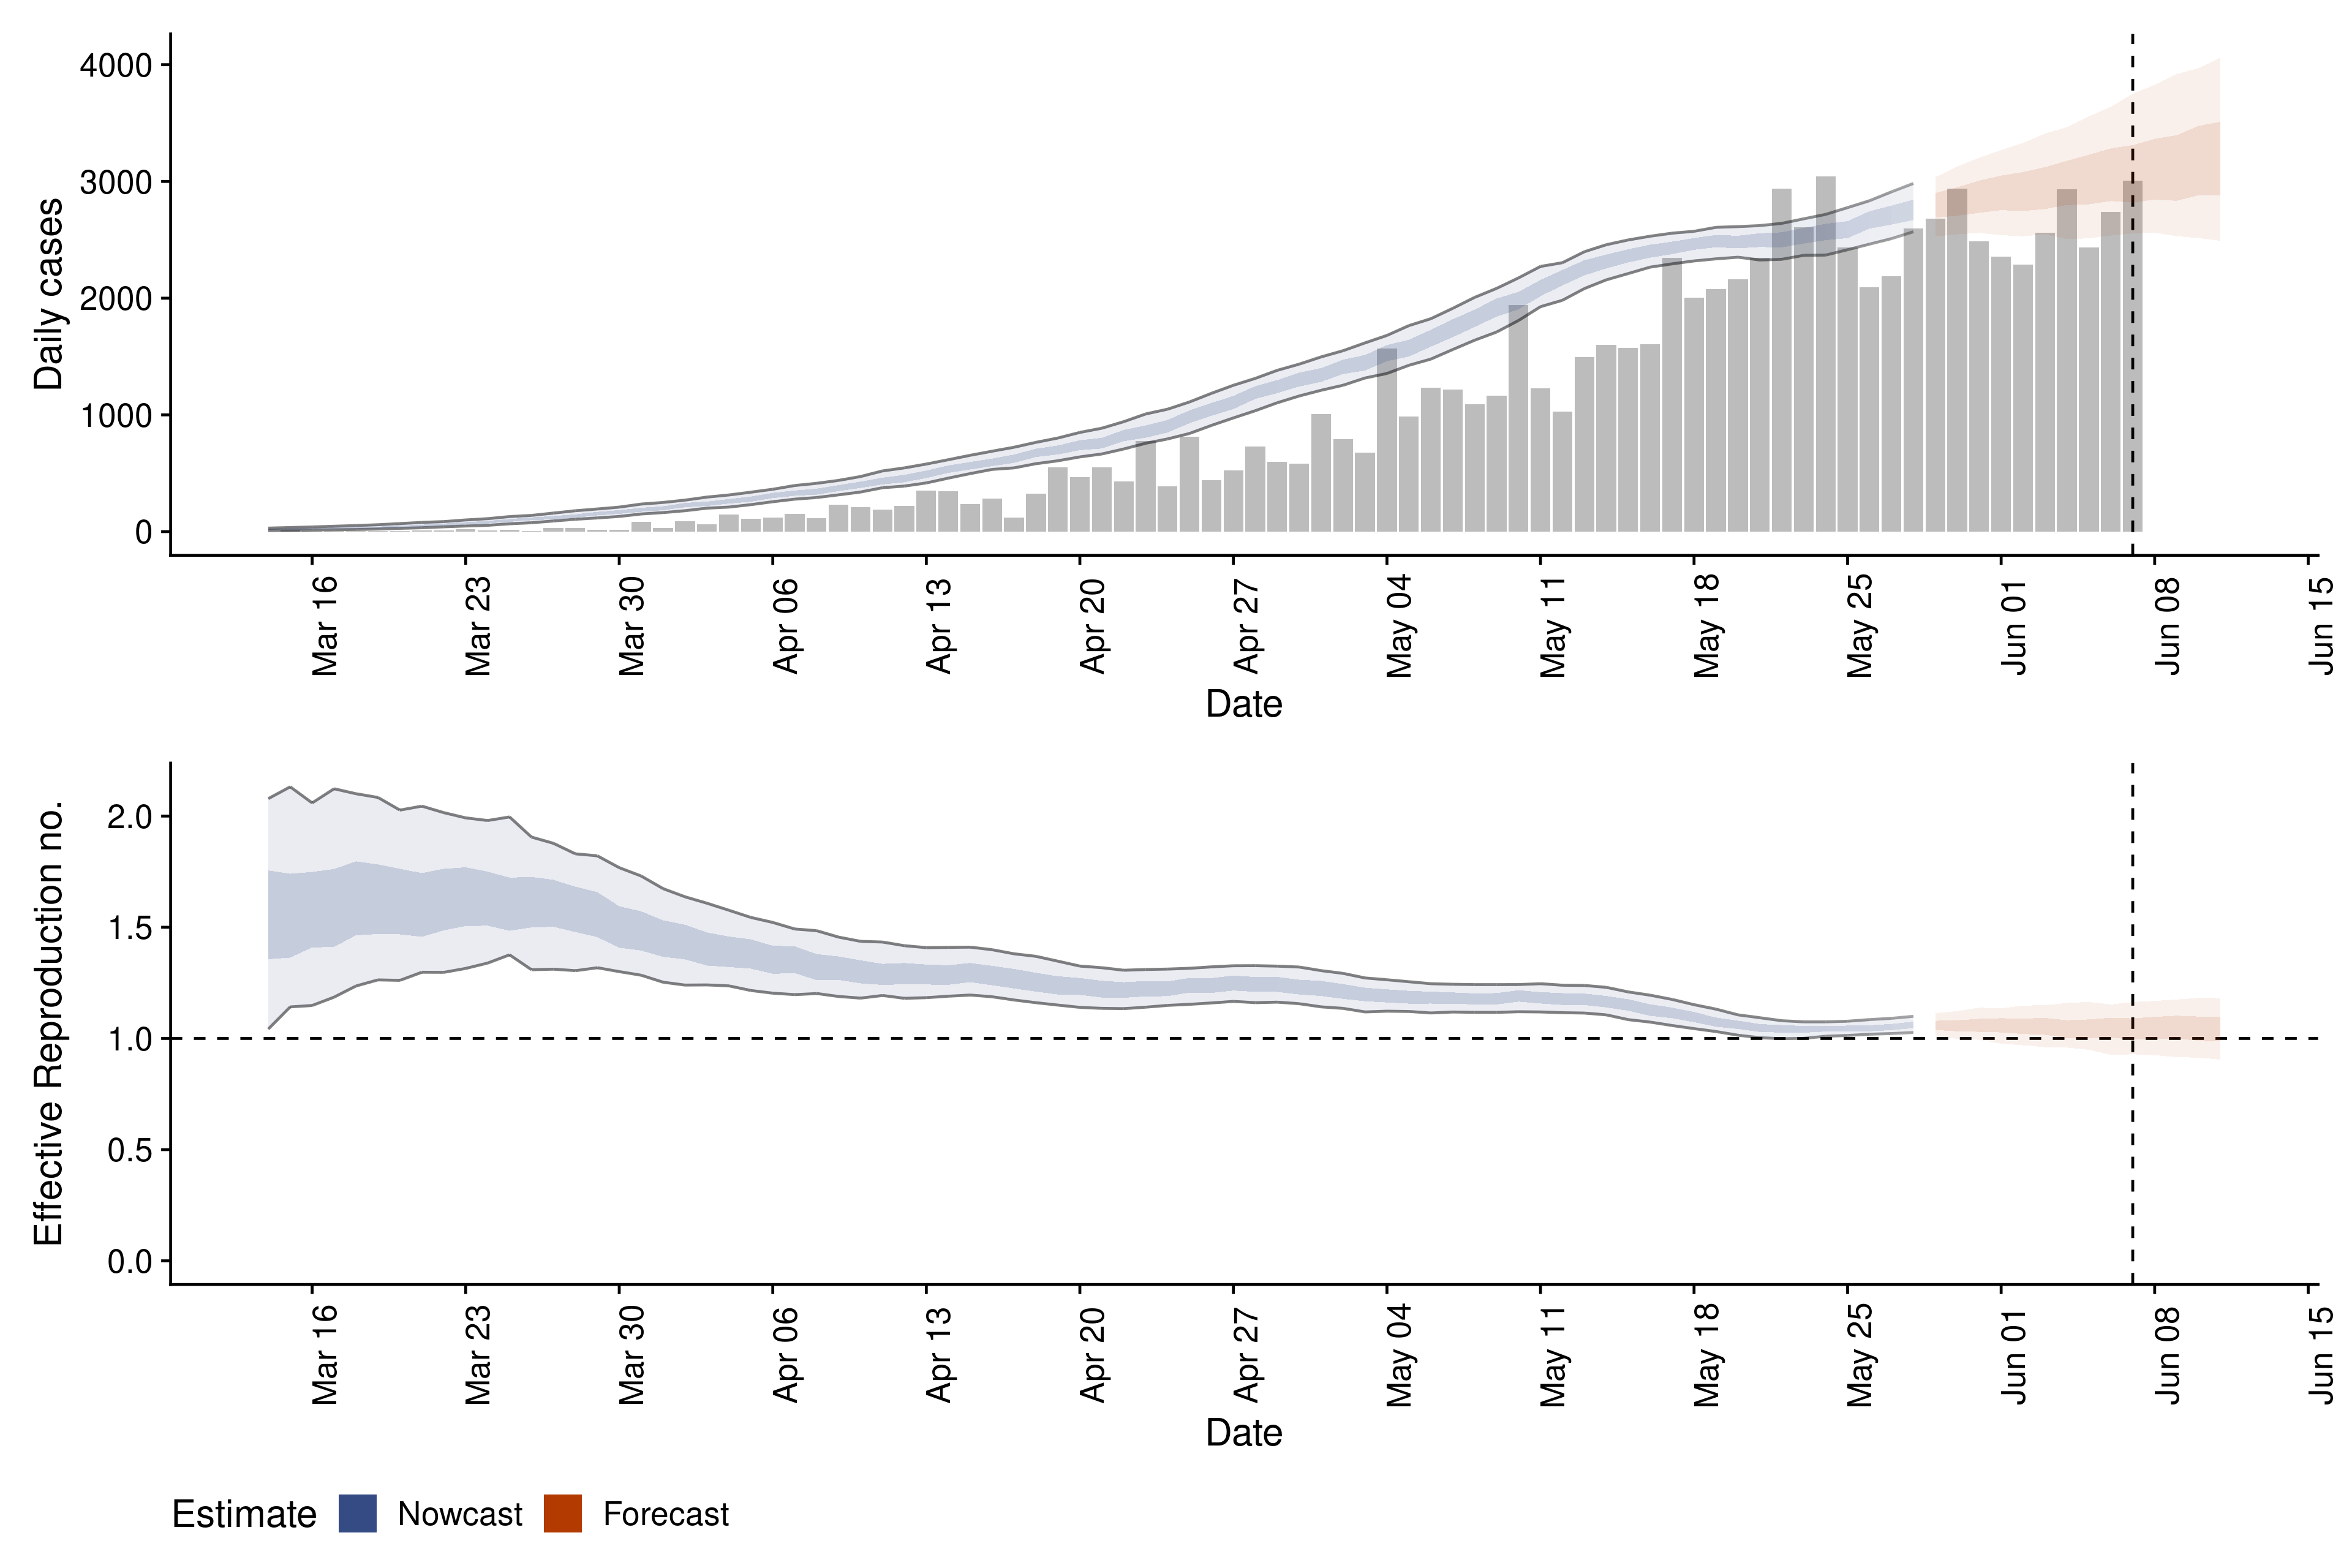 Daily cases
4000
3000
2000
1000
0
Mar 16
Mar 23
Mar 30
Apr 06
Apr 13
Apr 20
Apr 27
May 04
May 11
May 18
May 25
Jun 01
Jun 08
Jun 15
Date
Effective Reproduction no.
2.0
1.5
1.0
0.5
0.0
Mar 16
Mar 23
Mar 30
Apr 06
Apr 13
Apr 20
Apr 27
May 04
May 11
May 18
May 25
Jun 01
Jun 08
Jun 15
Date
Estimate Nowcast Forecast